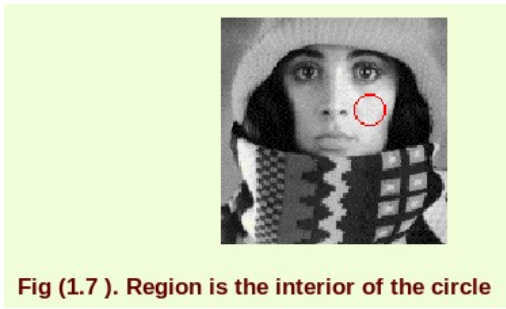 Fig (1.7 ). Region is the interior of the circle